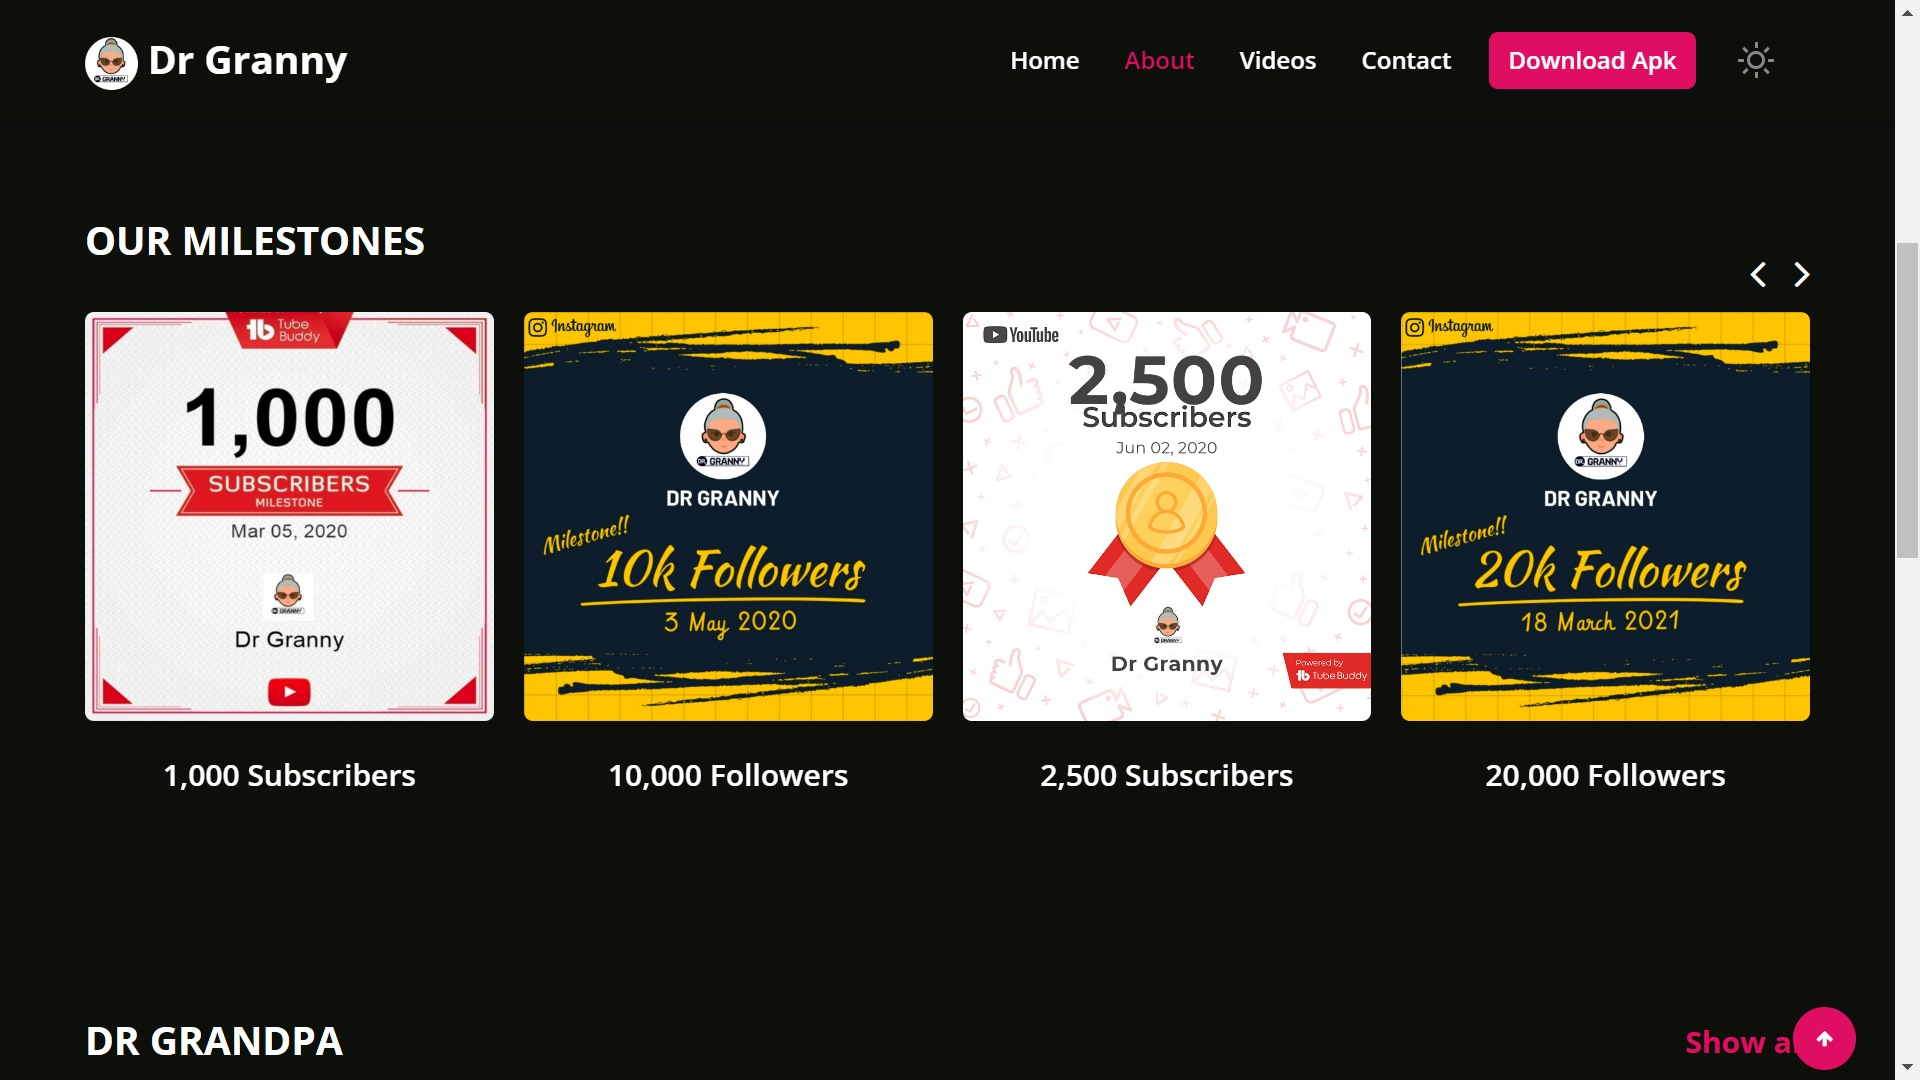 Dr Granny
Home
About
Videos
Contact
Download Apk
OUR MILESTONES
Tube
Buddy
1,000
SUBSCRIBERS
MILESTONE
Mar 05, 2020
Dr Granny
1,000 Subscribers
Instagram
DR GRANNY
DR GRANNY
Milestone!!
10k Followers
3 May 2020
10,000 Followers
YouTube
2,500
Subscribers
Jun 02, 2020
Dr Granny
Powered by
TubeBuddy
2,500 Subscribers
Instagram
DR GRANNY
DR GRANNY
Milestone!!
20k Followers
18 March 2021
20,000 Followers
DR GRANDPA
Show